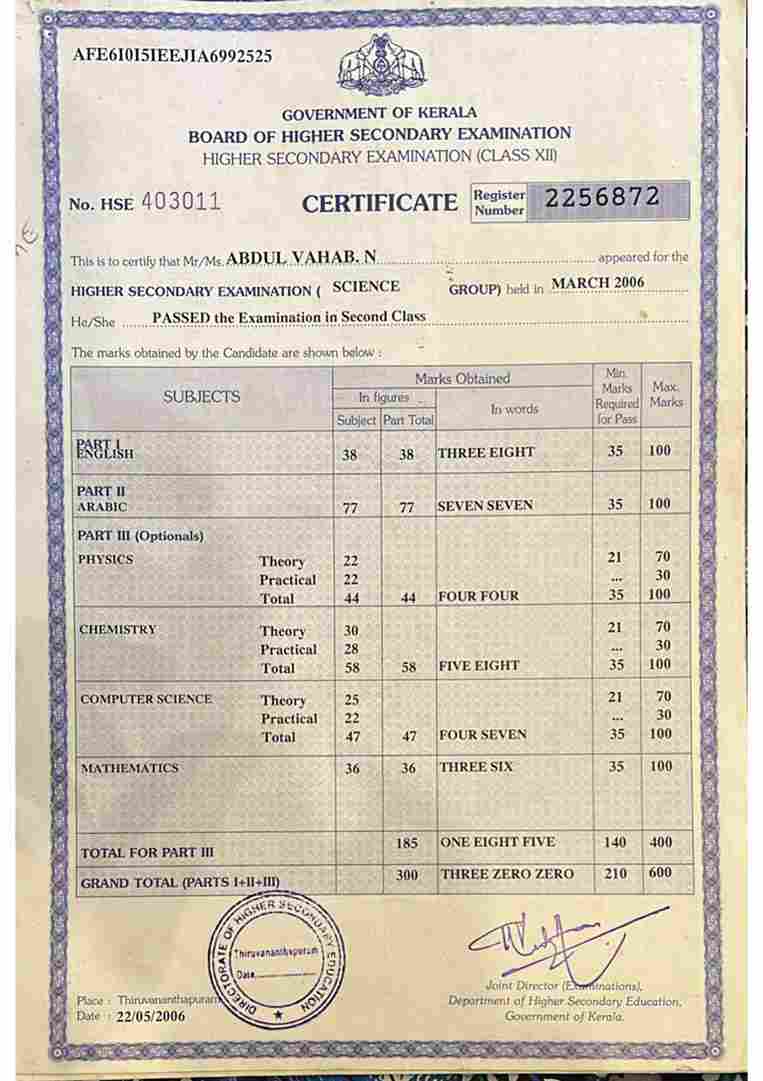 AFE6I0I5IEEJIA6992525
GOVERNMENT OF KERALA
BOARD OF HIGHER SECONDARY EXAMINATION
HIGHER SECONDARY EXAMINATION (CLASS XII)
No. HSE 403011 CERTIFICATE Register Number 2256872
This is to certify that Mr/Ms. ABDUL VAHAB. N appeared for the
HIGHER SECONDARY EXAMINATION ( SCIENCE GROUP) held in MARCH 2006
He/She PASSED the Examination in Second Class
The marks obtained by the Candidate are shown below :
SUBJECTS Marks Obtained Min. Marks Required for Pass Max. Marks
In figures In words
Subject Part Total
PART I
ENGLISH 38 38 THREE EIGHT 35 100
PART II
ARABIC 77 77 SEVEN SEVEN 35 100
PART III (Optionals)
PHYSICS Theory 22 21 70
Practical 22 ... 30
Total 44 44 FOUR FOUR 35 100
CHEMISTRY Theory 30 21 70
Practical 28 ... 30
Total 58 58 FIVE EIGHT 35 100
COMPUTER SCIENCE Theory 25 21 70
Practical 22 ... 30
Total 47 47 FOUR SEVEN 35 100
MATHEMATICS 36 36 THREE SIX 35 100
TOTAL FOR PART III 185 ONE EIGHT FIVE 140 400
GRAND TOTAL (PARTS I+II+III) 300 THREE ZERO ZERO 210 600
DIRECTORATE OF HIGHER SECONDARY EDUCATION
Thiruvananthapuram
Date
Joint Director (Examinations),
Place : Thiruvananthapuram Department of Higher Secondary Education,
Date : 22/05/2006 Government of Kerala.